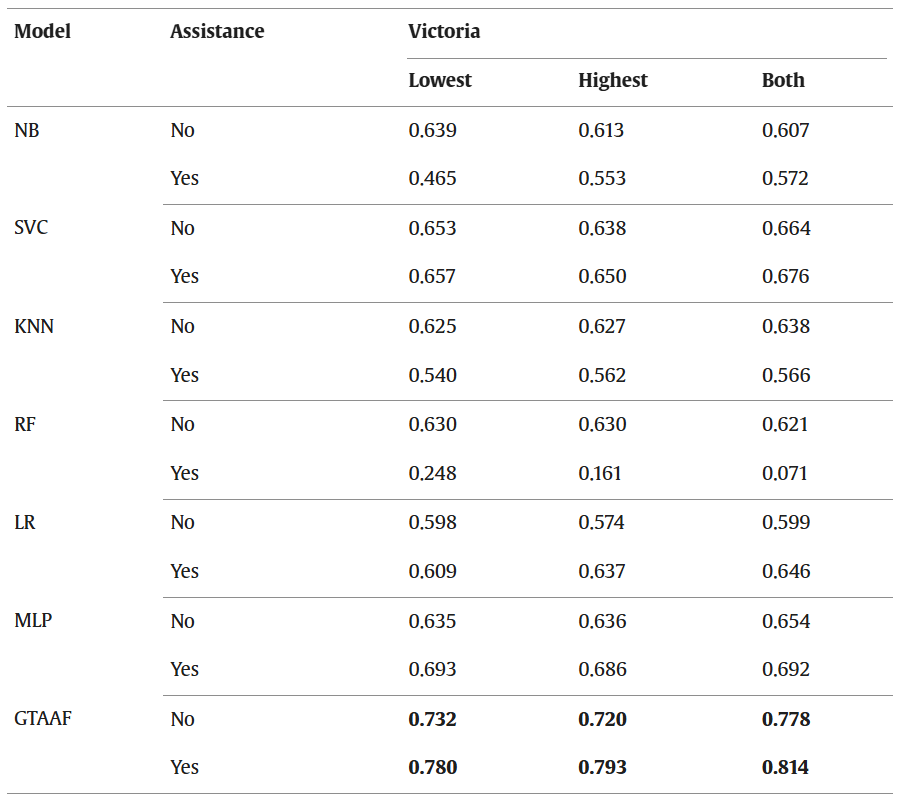 Model Assistance Victoria
Lowest Highest Both
NB No 0.639 0.613 0.607
Yes 0.465 0.553 0.572
SVC No 0.653 0.638 0.664
Yes 0.657 0.650 0.676
KNN No 0.625 0.627 0.638
Yes 0.540 0.562 0.566
RF No 0.630 0.630 0.621
Yes 0.248 0.161 0.071
LR No 0.598 0.574 0.599
Yes 0.609 0.637 0.646
MLP No 0.635 0.636 0.654
Yes 0.693 0.686 0.692
GTAAF No 0.732 0.720 0.778
Yes 0.780 0.793 0.814